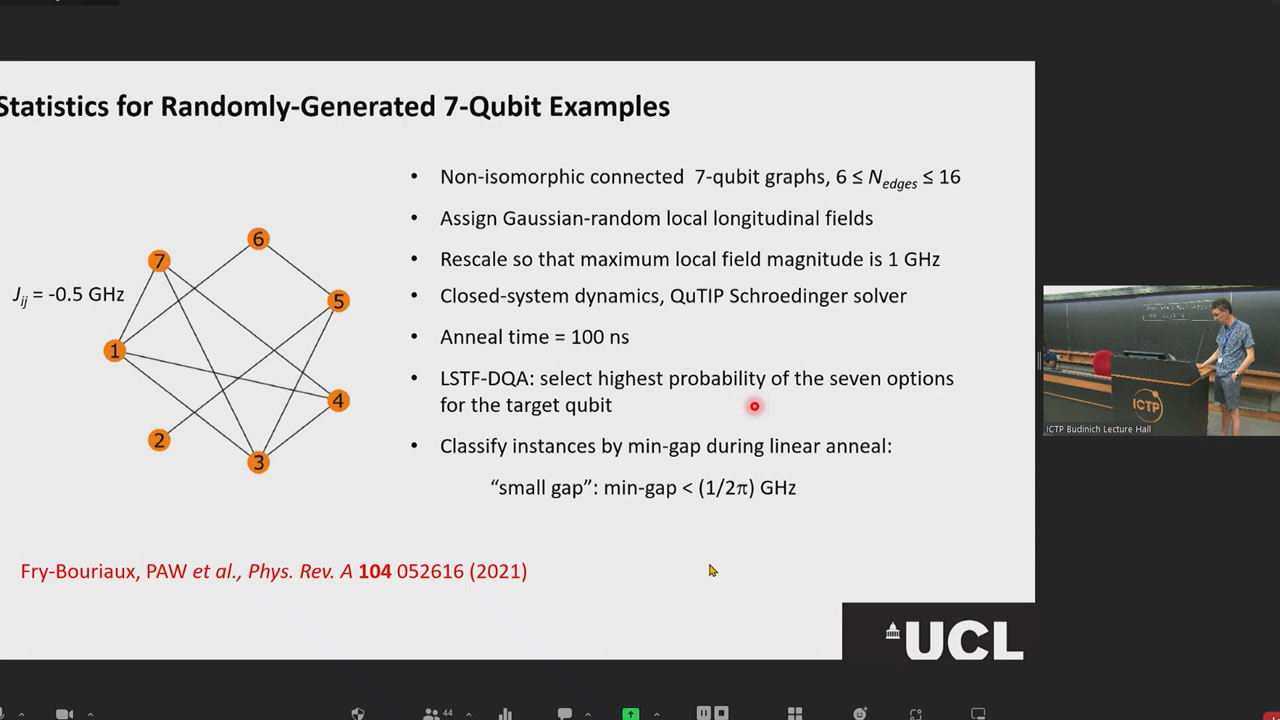 Statistics for Randomly-Generated 7-Qubit Examples
• Non-isomorphic connected 7-qubit graphs, 6 ≤ N_edges ≤ 16
• Assign Gaussian-random local longitudinal fields
• Rescale so that maximum local field magnitude is 1 GHz
• Closed-system dynamics, QuTIP Schroedinger solver
• Anneal time = 100 ns
• LSTF-DQA: select highest probability of the seven options
for the target qubit
• Classify instances by min-gap during linear anneal:
“small gap”: min-gap < (1/2π) GHz
J_ij = -0.5 GHz
6
7
5
1
4
2
3
Fry-Bouriaux, PAW et al., Phys. Rev. A 104 052616 (2021)
UCL
ICTP
ICTP Budinich Lecture Hall
44